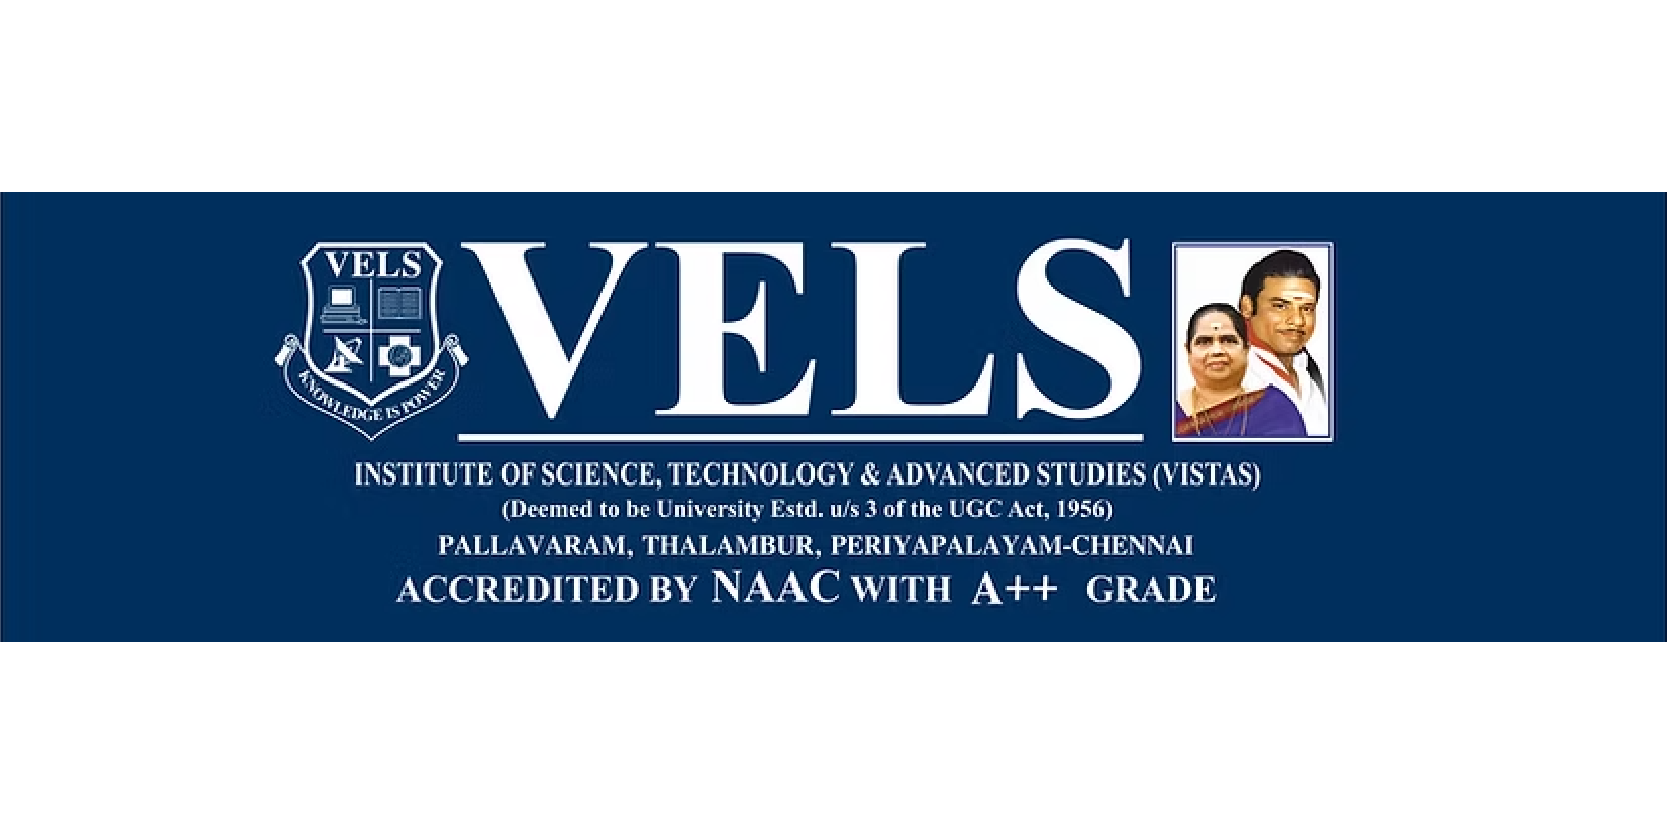 VELS
KNOWLEDGE IS POWER
VELS
INSTITUTE OF SCIENCE, TECHNOLOGY & ADVANCED STUDIES (VISTAS)
(Deemed to be University Estd. u/s 3 of the UGC Act, 1956)
PALLAVARAM, THALAMBUR, PERIYAPALAYAM-CHENNAI
ACCREDITED BY NAAC WITH A++ GRADE